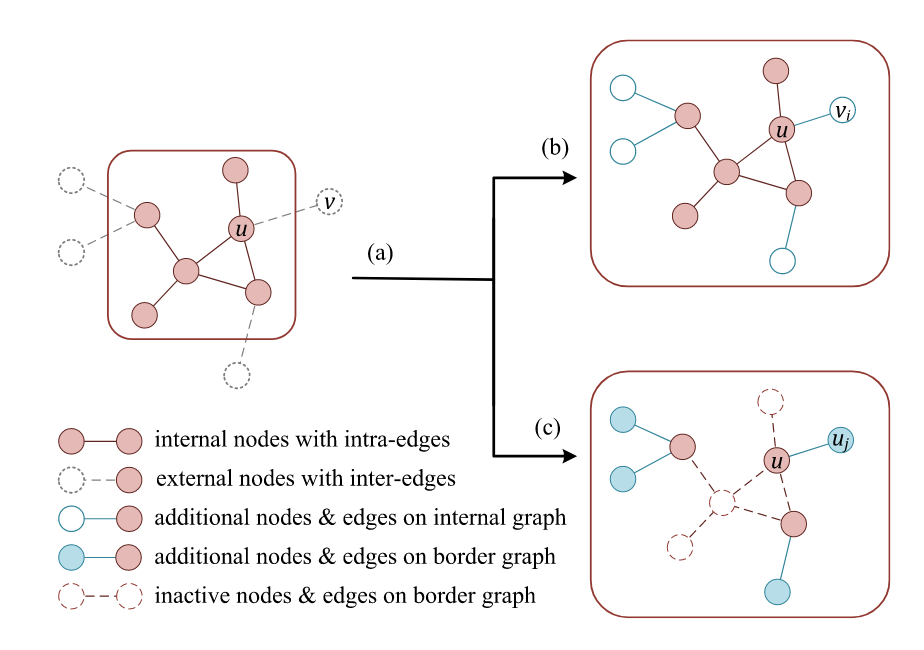 v
u
(a)
(b)
v_i
u
(c)
u_j
u
internal nodes with intra-edges
external nodes with inter-edges
additional nodes & edges on internal graph
additional nodes & edges on border graph
inactive nodes & edges on border graph